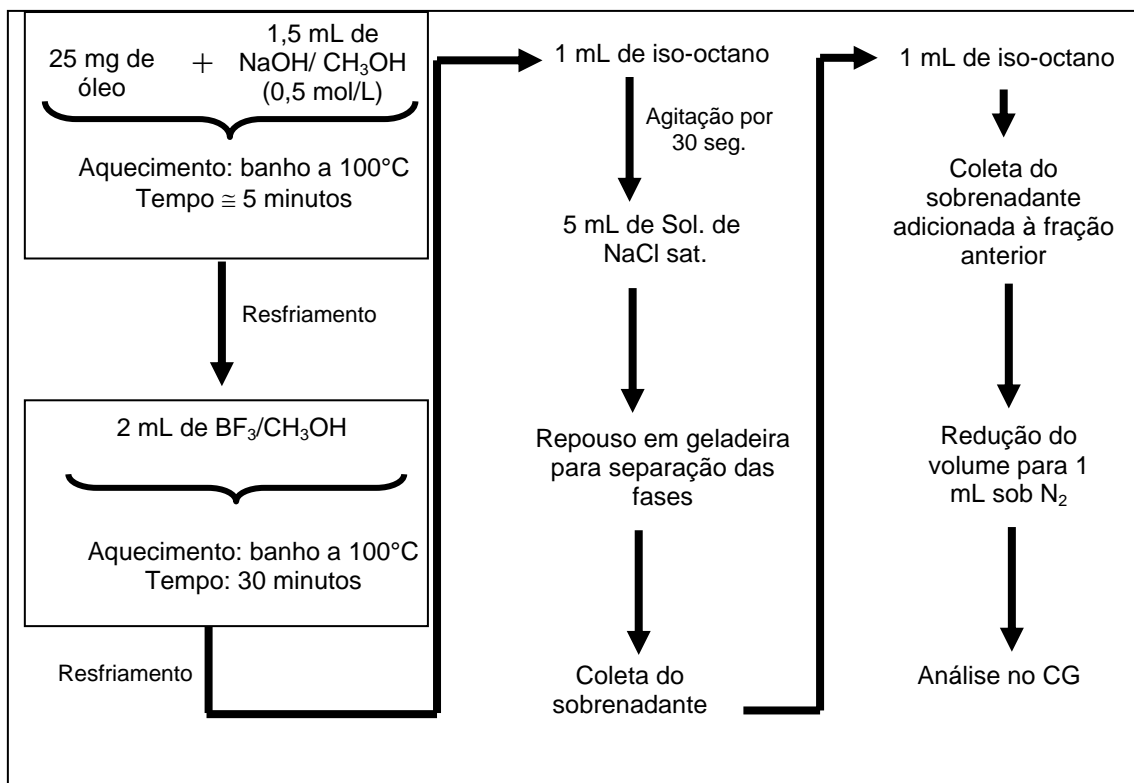 25 mg de
óleo
+
1,5 mL de
NaOH/ CH₃OH
(0,5 mol/L)
Aquecimento: banho a 100°C
Tempo ≅ 5 minutos
Resfriamento
2 mL de BF₃/CH₃OH
Aquecimento: banho a 100°C
Tempo: 30 minutos
Resfriamento
1 mL de iso-octano
Agitação por
30 seg.
5 mL de Sol. de
NaCl sat.
Repouso em geladeira
para separação das
fases
Coleta do
sobrenadante
1 mL de iso-octano
Coleta do
sobrenadante
adicionada à fração
anterior
Redução do
volume para 1
mL sob N₂
Análise no CG